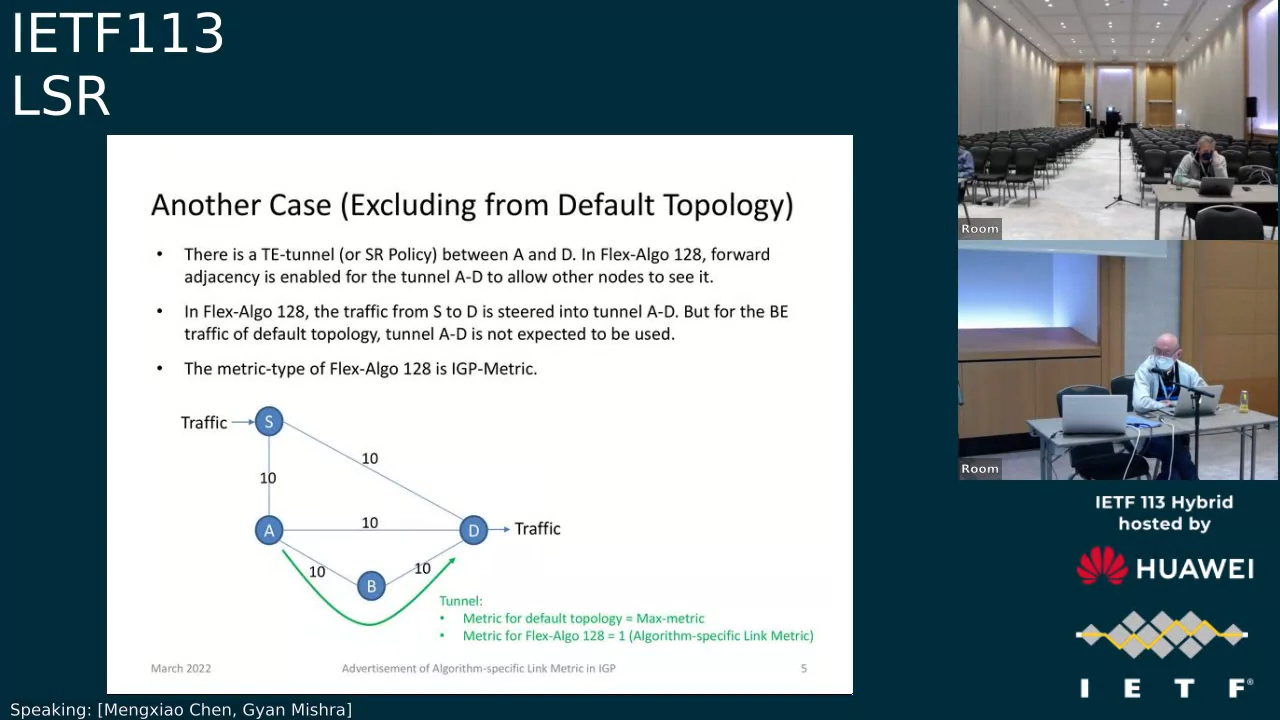 IETF113
LSR
Another Case (Excluding from Default Topology)
• There is a TE-tunnel (or SR Policy) between A and D. In Flex-Algo 128, forward
adjacency is enabled for the tunnel A-D to allow other nodes to see it.
• In Flex-Algo 128, the traffic from S to D is steered into tunnel A-D. But for the BE
traffic of default topology, tunnel A-D is not expected to be used.
• The metric-type of Flex-Algo 128 is IGP-Metric.
Traffic
S
10
10
A
10
D
Traffic
10
10
B
Tunnel:
• Metric for default topology = Max-metric
• Metric for Flex-Algo 128 = 1 (Algorithm-specific Link Metric)
March 2022
Advertisement of Algorithm-specific Link Metric in IGP
5
Room
Room
IETF 113 Hybrid
hosted by
HUAWEI
I E T F®
Speaking: [Mengxiao Chen, Gyan Mishra]